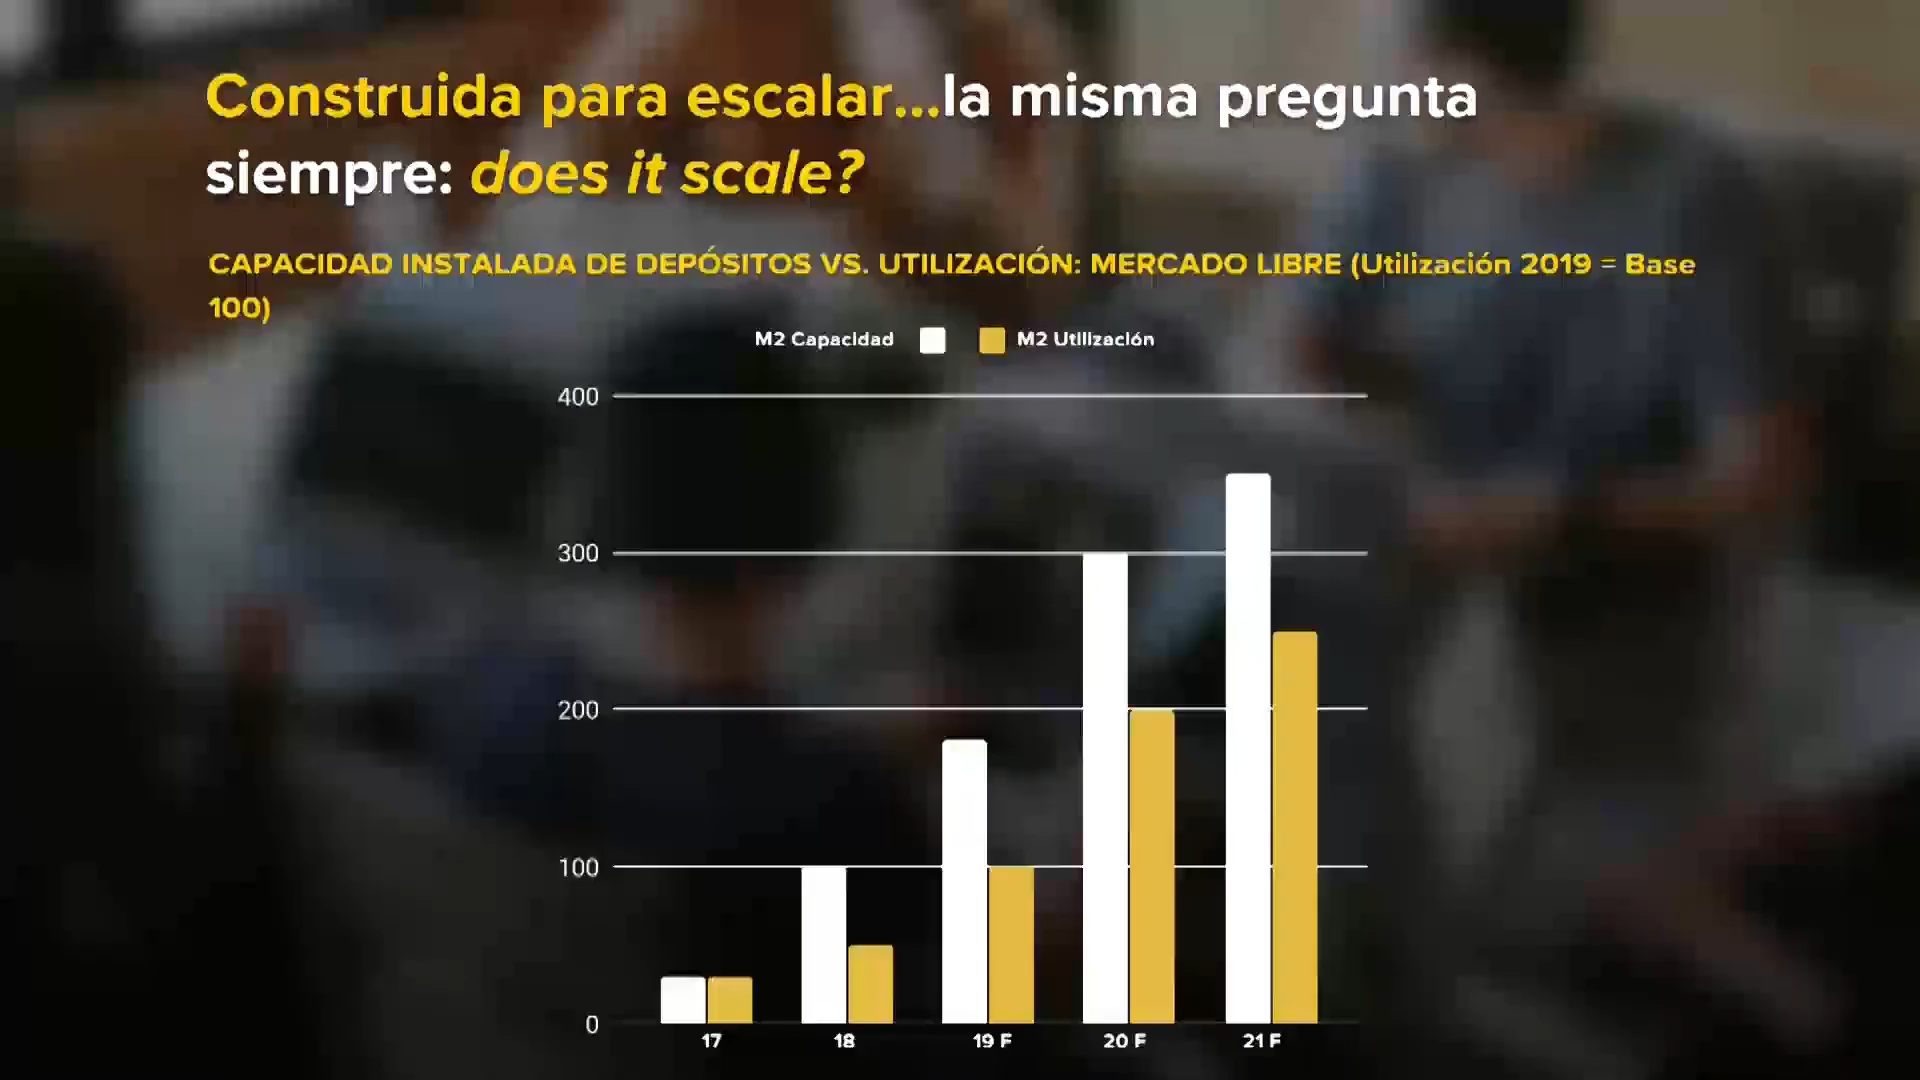 Construida para escalar...la misma pregunta
siempre: does it scale?
CAPACIDAD INSTALADA DE DEPÓSITOS VS. UTILIZACIÓN: MERCADO LIBRE (Utilización 2019 = Base
100)
M2 Capacidad M2 Utilización
400
300
200
100
0
17 18 19 F 20 F 21 F